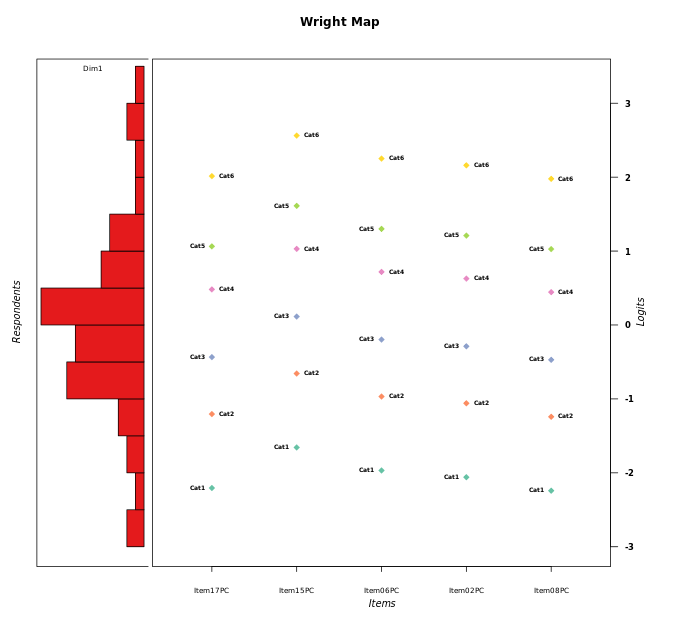 Wright Map
Dim1
3
Cat6
Cat6
Cat6
2
Cat6
Cat6
Cat5
Cat5
Cat5
Cat5
Cat4
Cat5
1
Cat4
Cat4
Cat4
Cat4
Cat3
0
Cat3
Cat3
Cat3
Cat3
Cat2
Cat2
-1
Cat2
Cat2
Cat2
Cat1
Cat1
-2
Cat1
Cat1
Cat1
-3
Respondents
Logits
Item17PC Item15PC Item06PC Item02PC Item08PC
Items